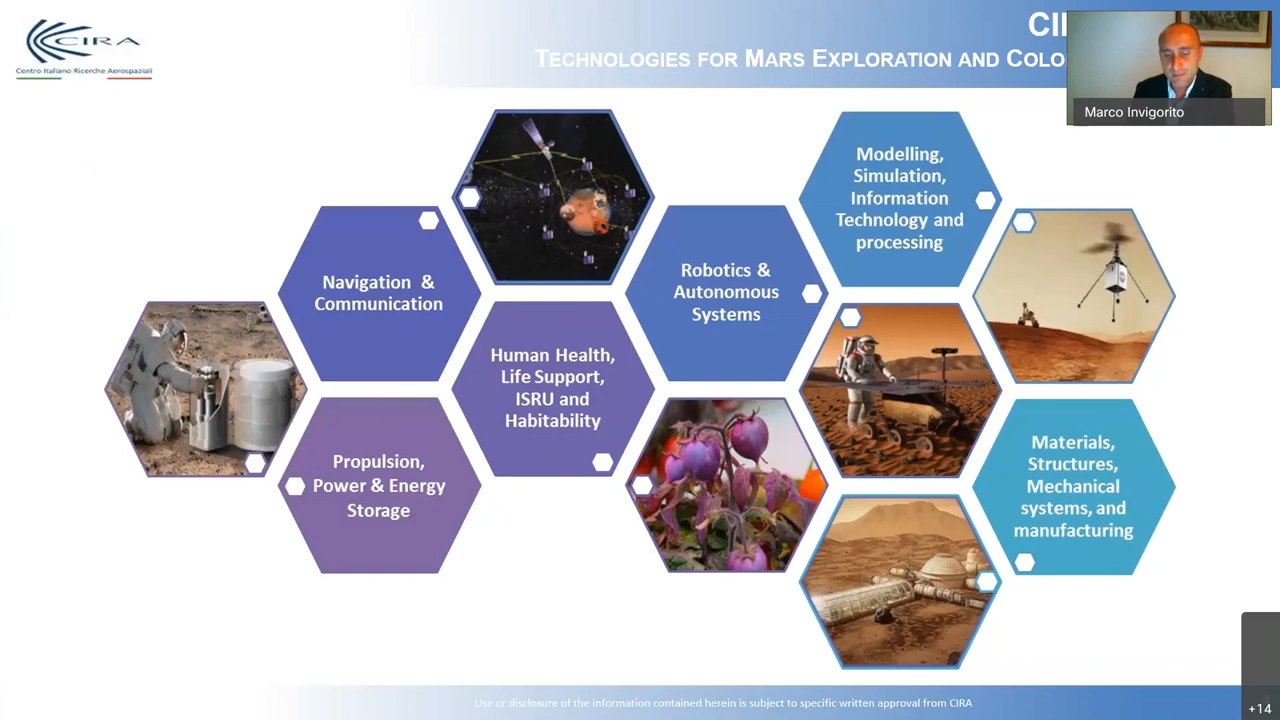 CIRA
Centro Italiano Ricerche Aerospaziali
TECHNOLOGIES FOR MARS EXPLORATION AND
Marco Invigorito
Navigation &
Communication
Propulsion,
Power & Energy
Storage
Human Health,
Life Support,
ISRU and
Habitability
Robotics &
Autonomous
Systems
Modelling,
Simulation,
Information
Technology and
processing
Materials,
Structures,
Mechanical
systems, and
manufacturing
Use or disclosure of the information contained herein is subject to specific written approval from CIRA
+14